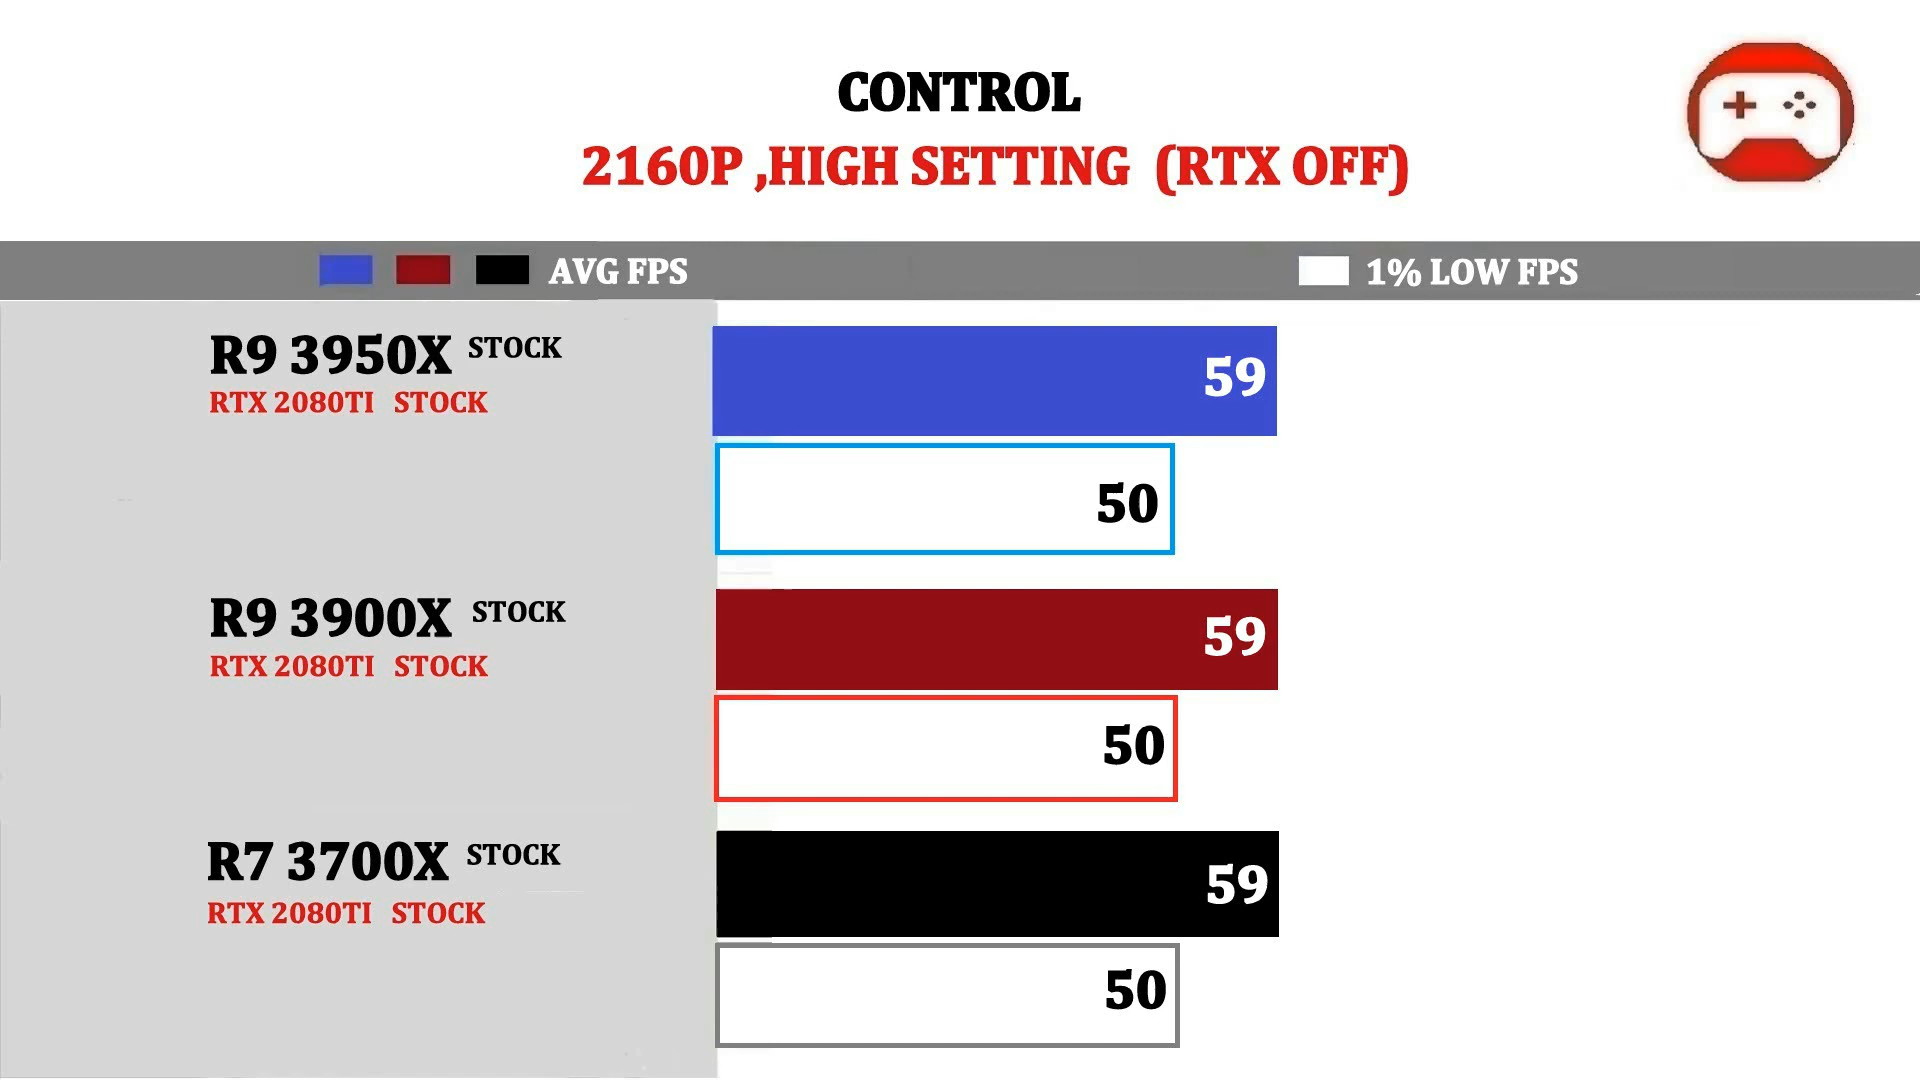 CONTROL
2160P ,HIGH SETTING (RTX OFF)
AVG FPS
1% LOW FPS
R9 3950X STOCK
RTX 2080TI STOCK
59
50
R9 3900X STOCK
RTX 2080TI STOCK
59
50
R7 3700X STOCK
RTX 2080TI STOCK
59
50